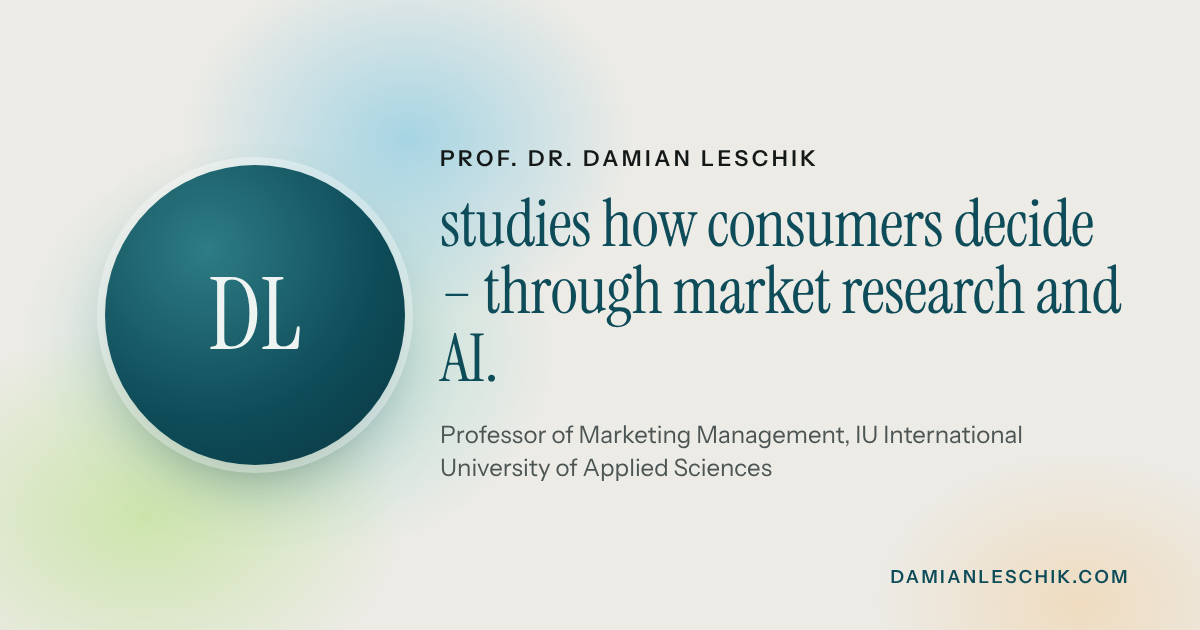 DL
PROF. DR. DAMIAN LESCHIK
studies how consumers decide
– through market research and
AI.
Professor of Marketing Management, IU International
University of Applied Sciences
DAMIANLESCHIK.COM